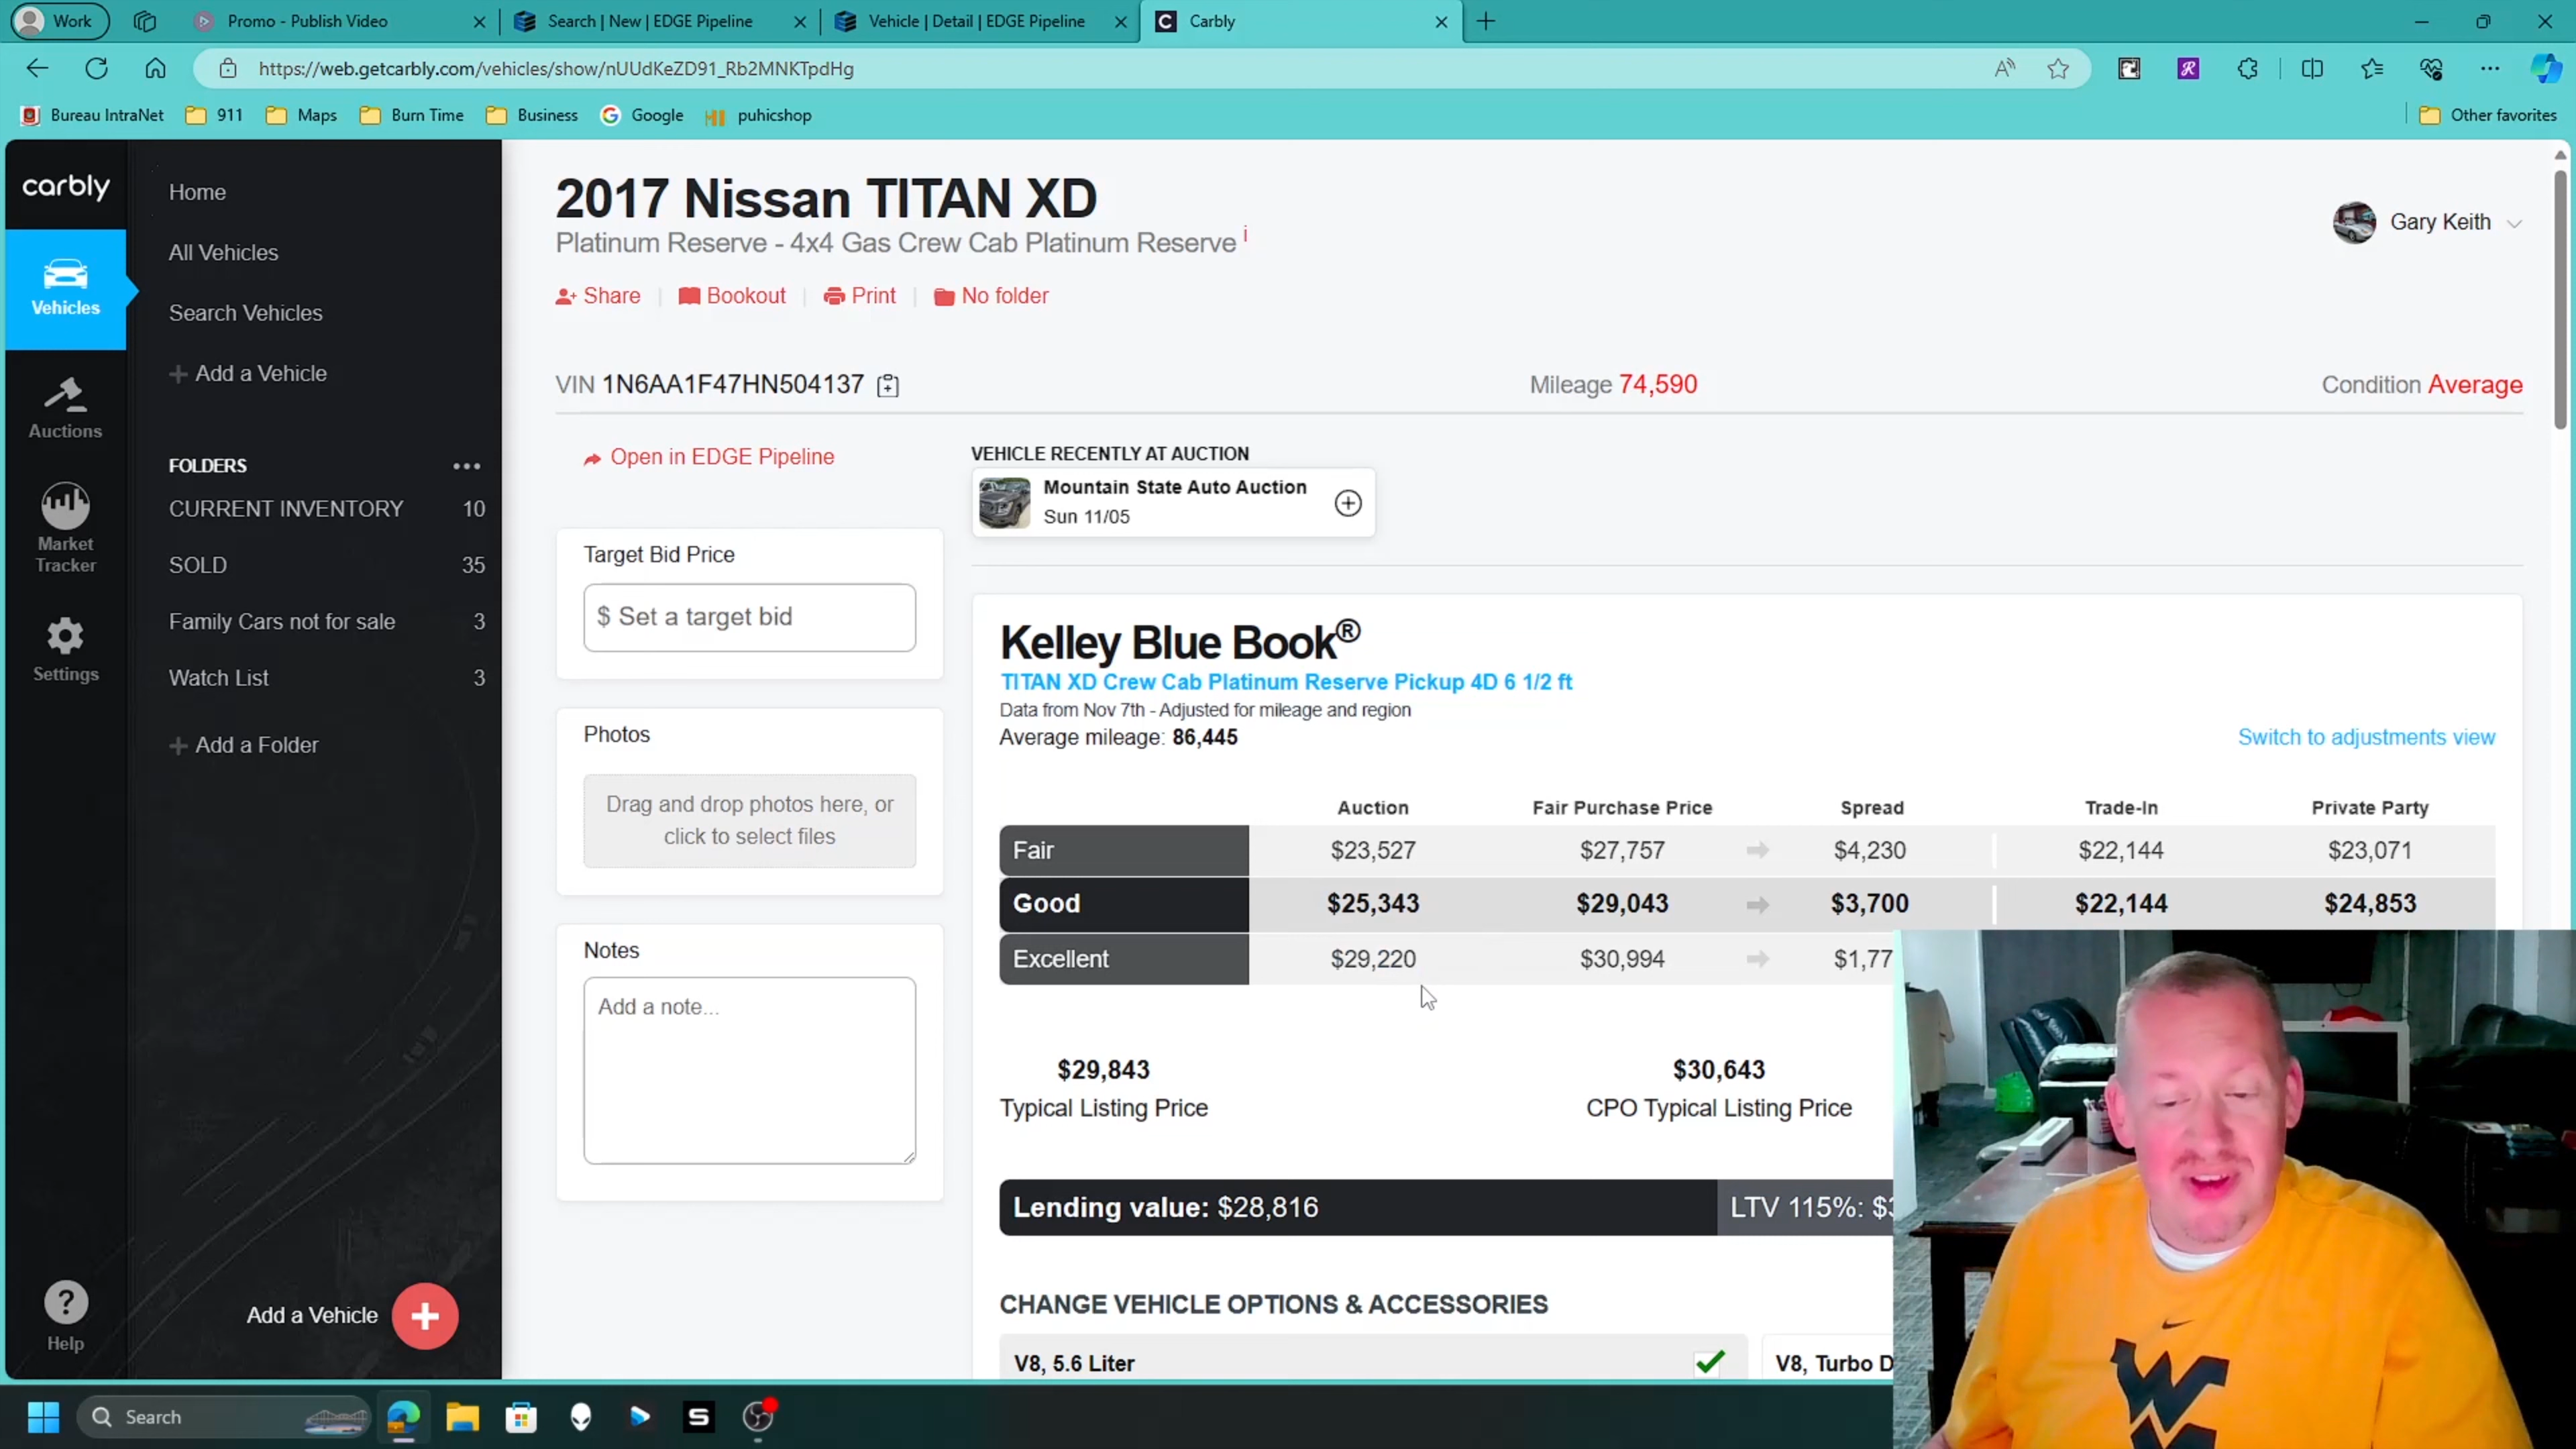 Work
Promo - Publish Video
Search | New | EDGE Pipeline
Vehicle | Detail | EDGE Pipeline
Carbly
https://web.getcarbly.com/vehicles/show/nUUdKeZD91_Rb2MNKTpdHg
Bureau IntraNet
911
Maps
Burn Time
Business
Google
puhicshop
Other favorites
carbly
Vehicles
Auctions
Market
Tracker
Settings
Help
Home
All Vehicles
Search Vehicles
+ Add a Vehicle
FOLDERS
CURRENT INVENTORY 10
SOLD 35
Family Cars not for sale 3
Watch List 3
+ Add a Folder
Add a Vehicle +
2017 Nissan TITAN XD
Platinum Reserve - 4x4 Gas Crew Cab Platinum Reserve i
Gary Keith
Share | Bookout | Print | No folder
VIN 1N6AA1F47HN504137
Mileage 74,590
Condition Average
Open in EDGE Pipeline
VEHICLE RECENTLY AT AUCTION
Mountain State Auto Auction
Sun 11/05
Target Bid Price
$ Set a target bid
Photos
Drag and drop photos here, or
click to select files
Notes
Add a note...
Kelley Blue Book®
TITAN XD Crew Cab Platinum Reserve Pickup 4D 6 1/2 ft
Data from Nov 7th - Adjusted for mileage and region
Average mileage: 86,445
Switch to adjustments view
Auction Fair Purchase Price Spread Trade-In Private Party
Fair $23,527 $27,757 $4,230 $22,144 $23,071
Good $25,343 $29,043 $3,700 $22,144 $24,853
Excellent $29,220 $30,994 $1,77
$29,843
Typical Listing Price
$30,643
CPO Typical Listing Price
Lending value: $28,816
LTV 115%:
CHANGE VEHICLE OPTIONS & ACCESSORIES
V8, 5.6 Liter
V8, Turbo D
Search